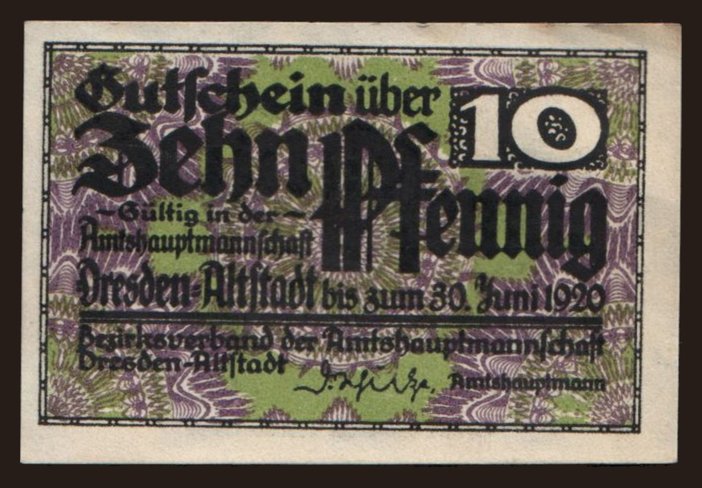 Gutschein über 10
Zehn Pfennig
Gültig in der
Amtshauptmannschaft
Dresden-Altstadt bis zum 30. Juni 1920
Bezirksverband der Amtshauptmannschaft
Dresden-Altstadt
Amtshauptmann